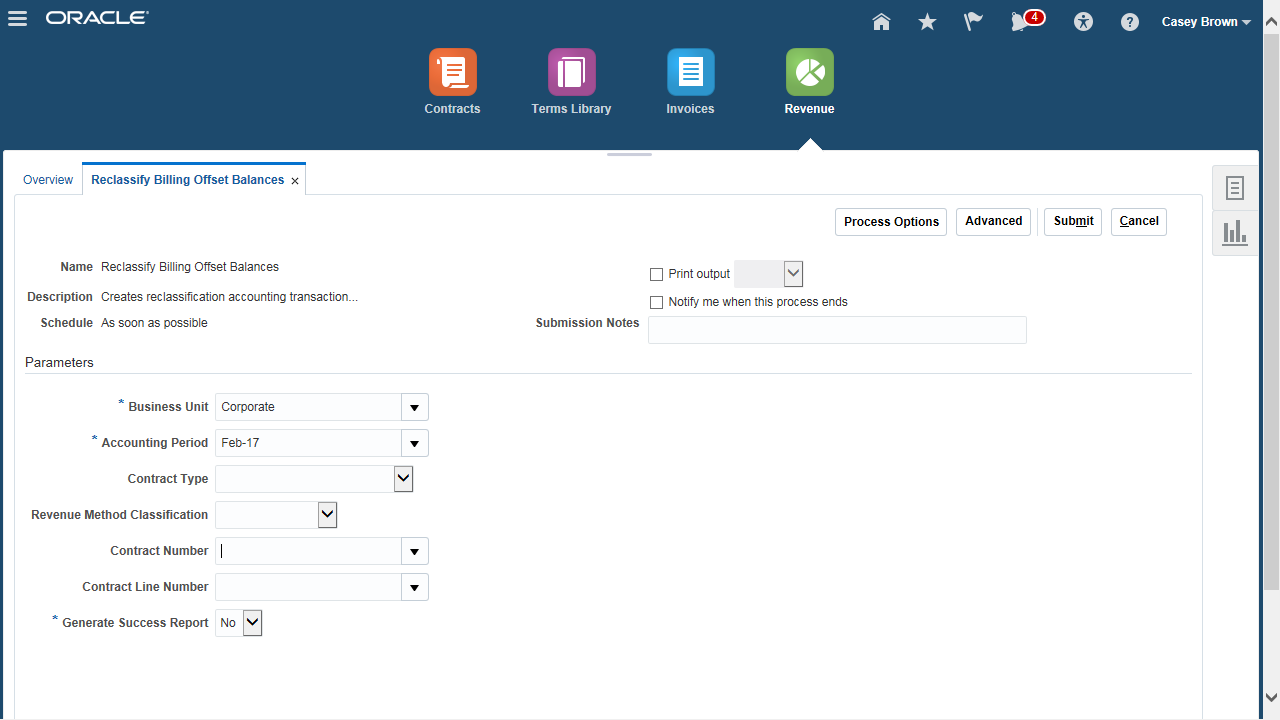 ORACLE
4
Casey Brown
Contracts
Terms Library
Invoices
Revenue
Overview
Reclassify Billing Offset Balances
Process Options
Advanced
Submit
Cancel
Name Reclassify Billing Offset Balances
Print output
Description Creates reclassification accounting transaction...
Notify me when this process ends
Schedule As soon as possible
Submission Notes
Parameters
* Business Unit Corporate
* Accounting Period Feb-17
Contract Type
Revenue Method Classification
Contract Number
Contract Line Number
* Generate Success Report No